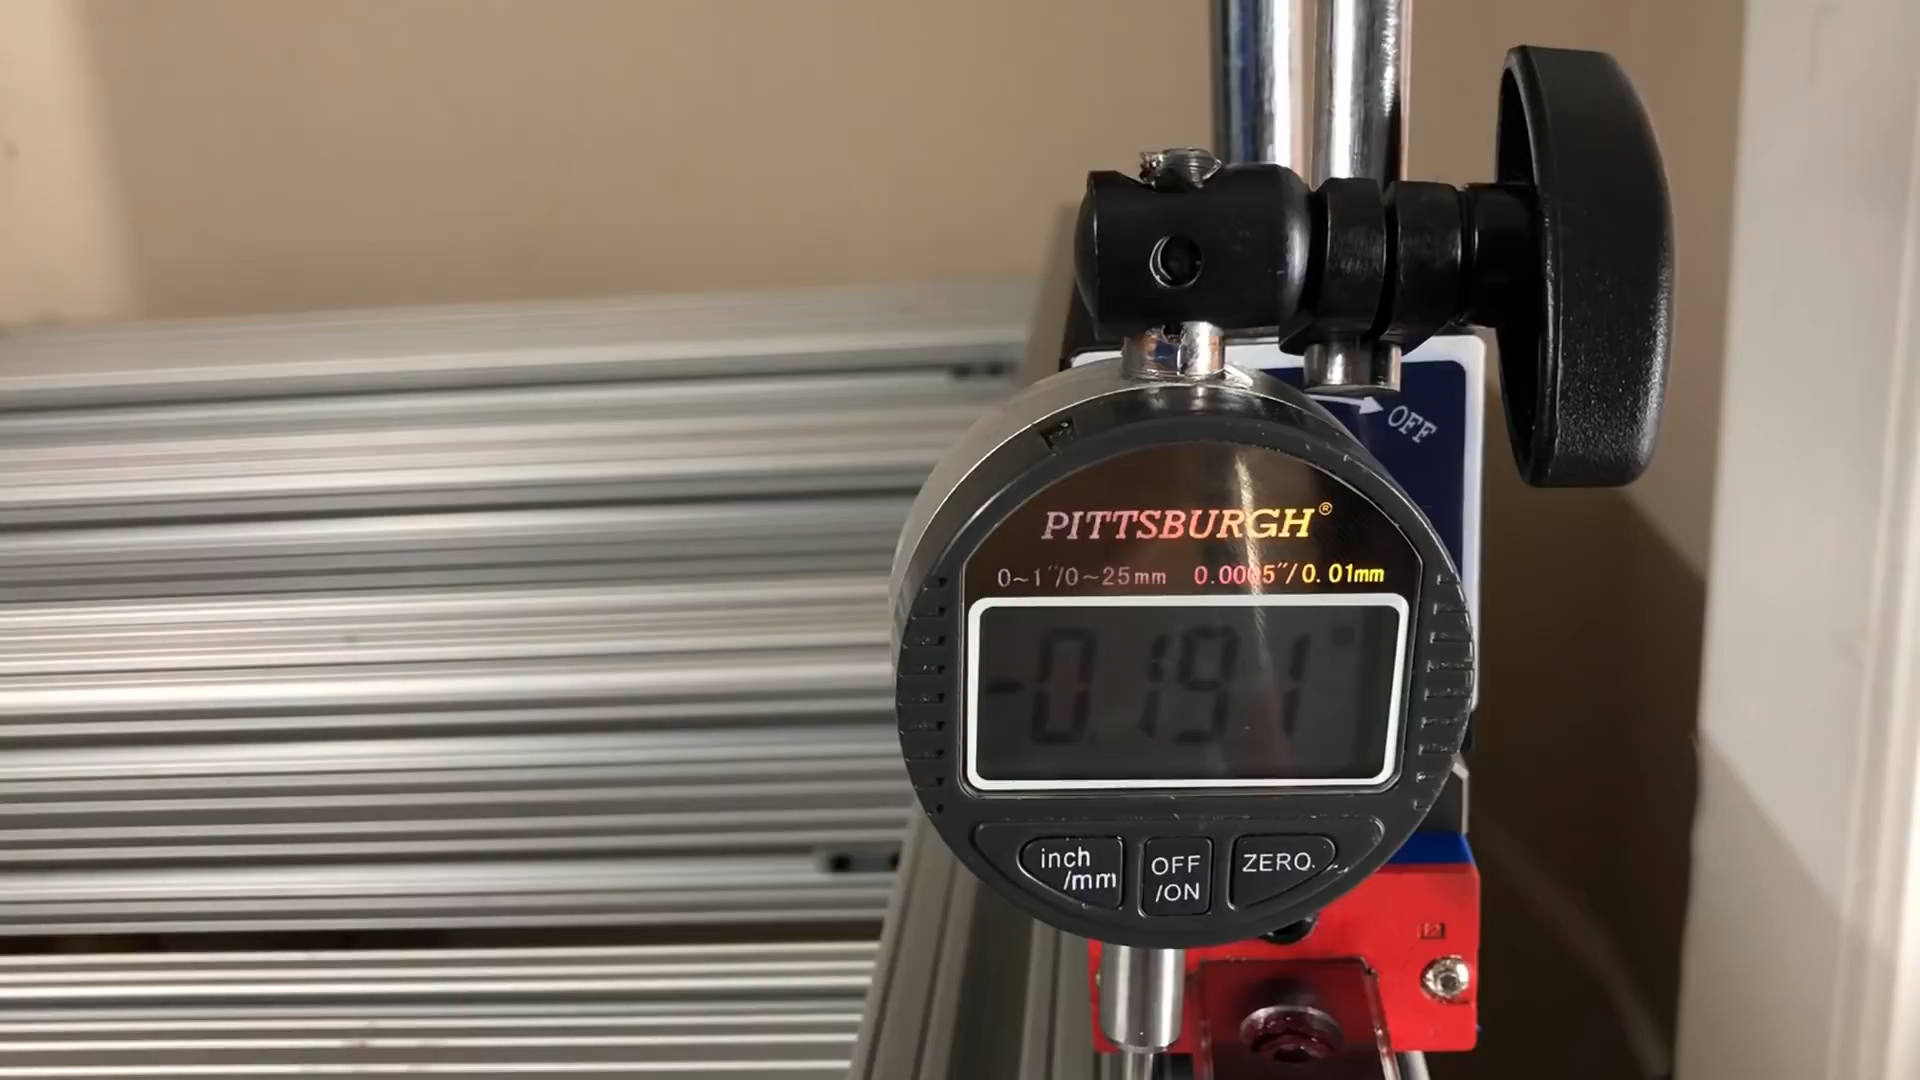 OFF
PITTSBURGH®
0~1"/0~25mm 0.0005"/0.01mm
-0.191
inch
/mm
OFF
/ON
ZERO